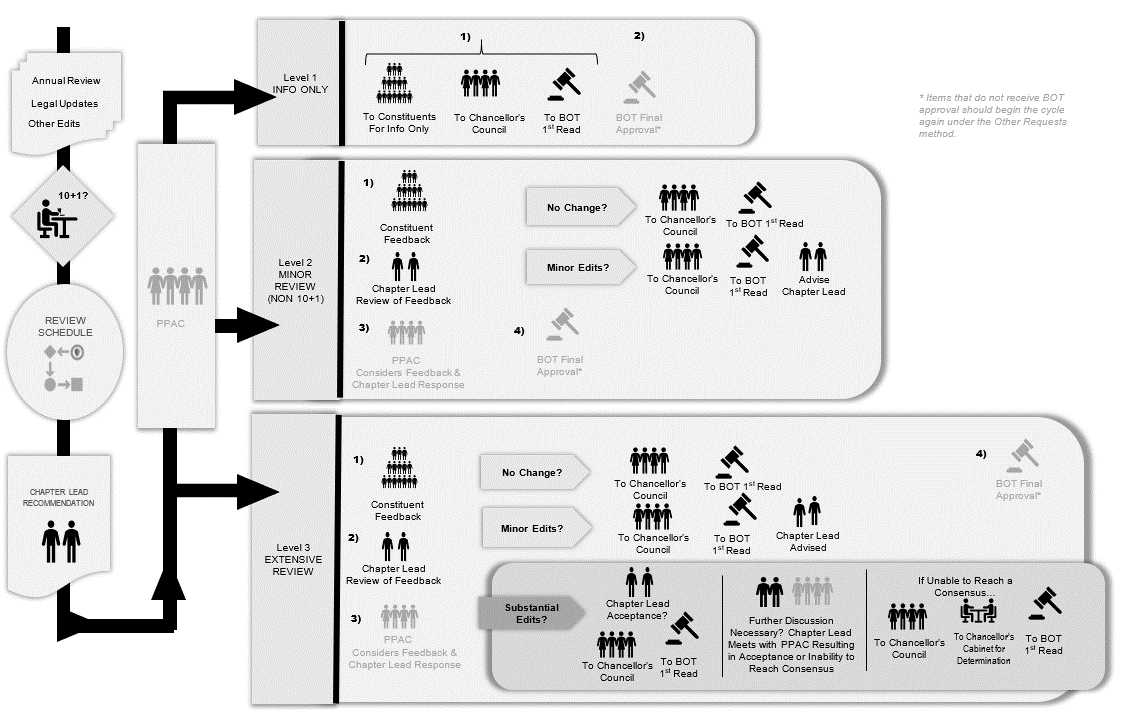 Annual Review
Legal Updates
Other Edits
10+1?
REVIEW
SCHEDULE
CHAPTER LEAD
RECOMMENDATION
PPAC
Level 1
INFO ONLY
1)
To Constituents
For Info Only
To Chancellor's
Council
To BOT
1st Read
2)
BOT Final
Approval*
* Items that do not receive BOT
approval should begin the cycle
again under the Other Requests
method.
Level 2
MINOR
REVIEW
(NON 10+1)
1)
Constituent
Feedback
2)
Chapter Lead
Review of Feedback
3)
PPAC
Considers Feedback &
Chapter Lead Response
No Change?
To Chancellor's
Council
To BOT 1st Read
Minor Edits?
To Chancellor's
Council
To BOT
1st Read
Advise
Chapter Lead
4)
BOT Final
Approval*
Level 3
EXTENSIVE
REVIEW
1)
Constituent
Feedback
2)
Chapter Lead
Review of Feedback
3)
PPAC
Considers Feedback &
Chapter Lead Response
No Change?
To Chancellor's
Council
To BOT 1st Read
Minor Edits?
To Chancellor's
Council
To BOT
1st Read
Chapter Lead
Advised
4)
BOT Final
Approval*
Substantial
Edits?
Chapter Lead
Acceptance?
To Chancellor's
Council
To BOT
1st Read
Further Discussion
Necessary? Chapter Lead
Meets with PPAC Resulting
in Acceptance or Inability to
Reach Consensus
If Unable to Reach a
Consensus…
To Chancellor's
Council
To Chancellor's
Cabinet for
Determination
To BOT
1st Read